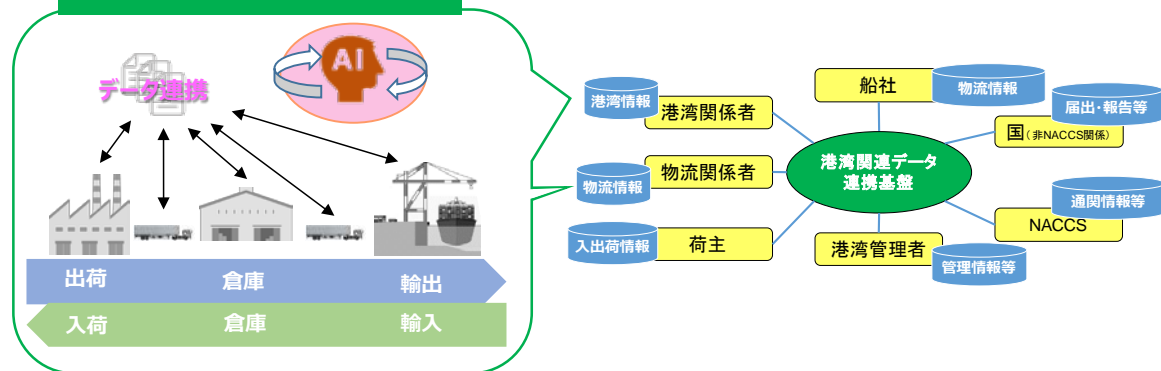 AI
データ連携
出荷
倉庫
輸出
入荷
倉庫
輸入
港湾情報
港湾関係者
物流情報
物流関係者
入出荷情報
荷主
船社
物流情報
届出・報告等
国(非NACCS関係)
港湾関連データ
連携基盤
通関情報等
NACCS
港湾管理者
管理情報等